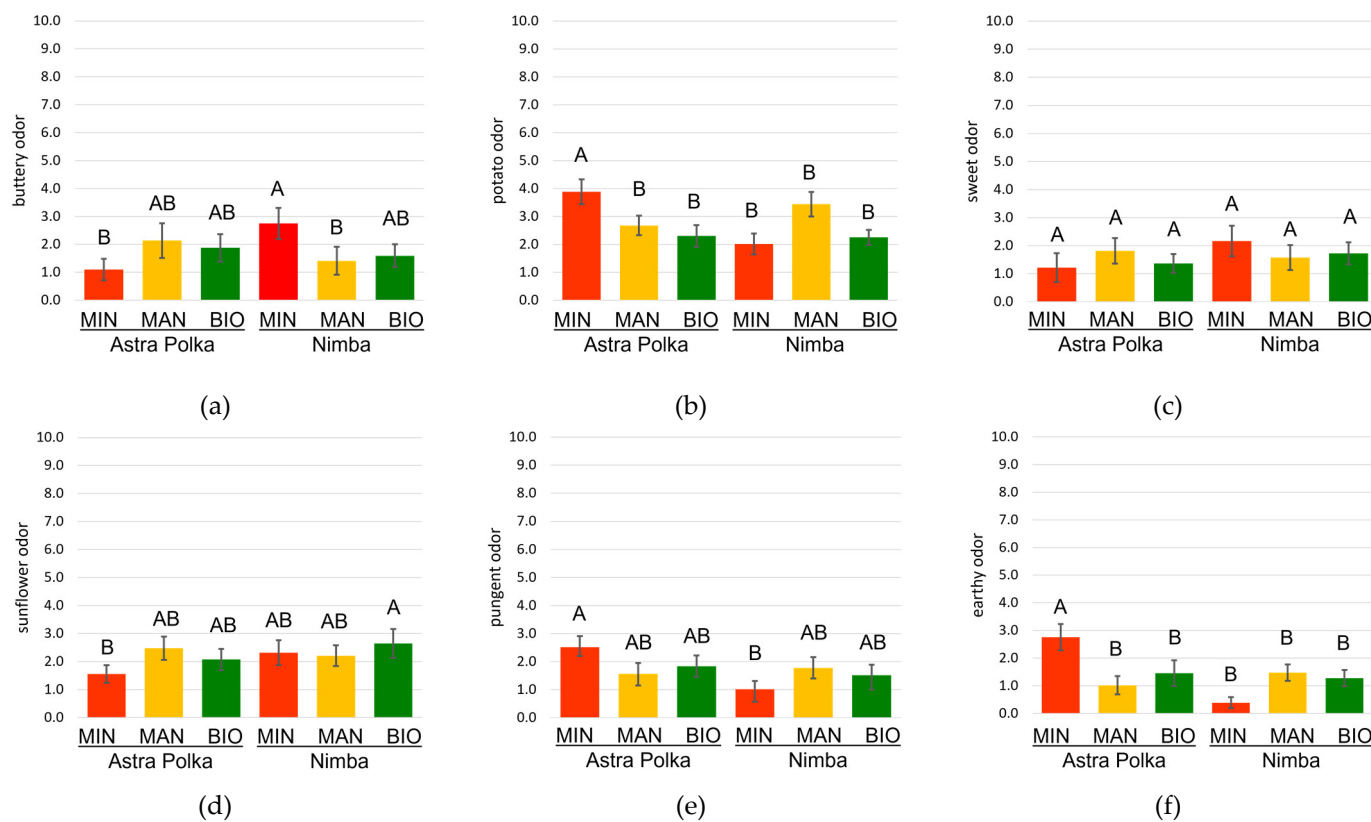 10.0
9.0
8.0
7.0
6.0
5.0
4.0
3.0
2.0
1.0
0.0
buttery odor
B AB AB A B AB
MIN MAN BIO MIN MAN BIO
Astra Polka Nimba
(a)
10.0
9.0
8.0
7.0
6.0
5.0
4.0
3.0
2.0
1.0
0.0
potato odor
A B B B B B
MIN MAN BIO MIN MAN BIO
Astra Polka Nimba
(b)
10.0
9.0
8.0
7.0
6.0
5.0
4.0
3.0
2.0
1.0
0.0
sweet odor
A A A A A A
MIN MAN BIO MIN MAN BIO
Astra Polka Nimba
(c)
10.0
9.0
8.0
7.0
6.0
5.0
4.0
3.0
2.0
1.0
0.0
sunflower odor
B AB AB AB AB A
MIN MAN BIO MIN MAN BIO
Astra Polka Nimba
(d)
10.0
9.0
8.0
7.0
6.0
5.0
4.0
3.0
2.0
1.0
0.0
pungent odor
A AB AB B AB AB
MIN MAN BIO MIN MAN BIO
Astra Polka Nimba
(e)
10.0
9.0
8.0
7.0
6.0
5.0
4.0
3.0
2.0
1.0
0.0
earthy odor
A B B B B B
MIN MAN BIO MIN MAN BIO
Astra Polka Nimba
(f)